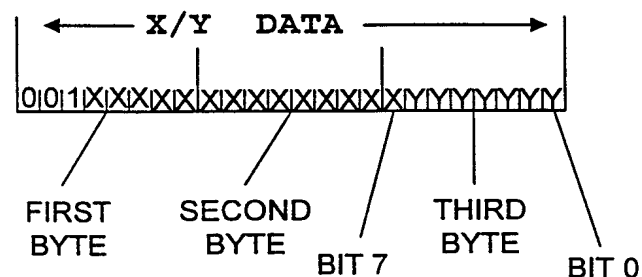 X/Y DATA
0|0|1|X|X|X|X|X|X|X|X|X|X|X|X|X|X|Y|Y|Y|Y|Y|Y|Y
FIRST BYTE
SECOND BYTE
BIT 7
THIRD BYTE
BIT 0